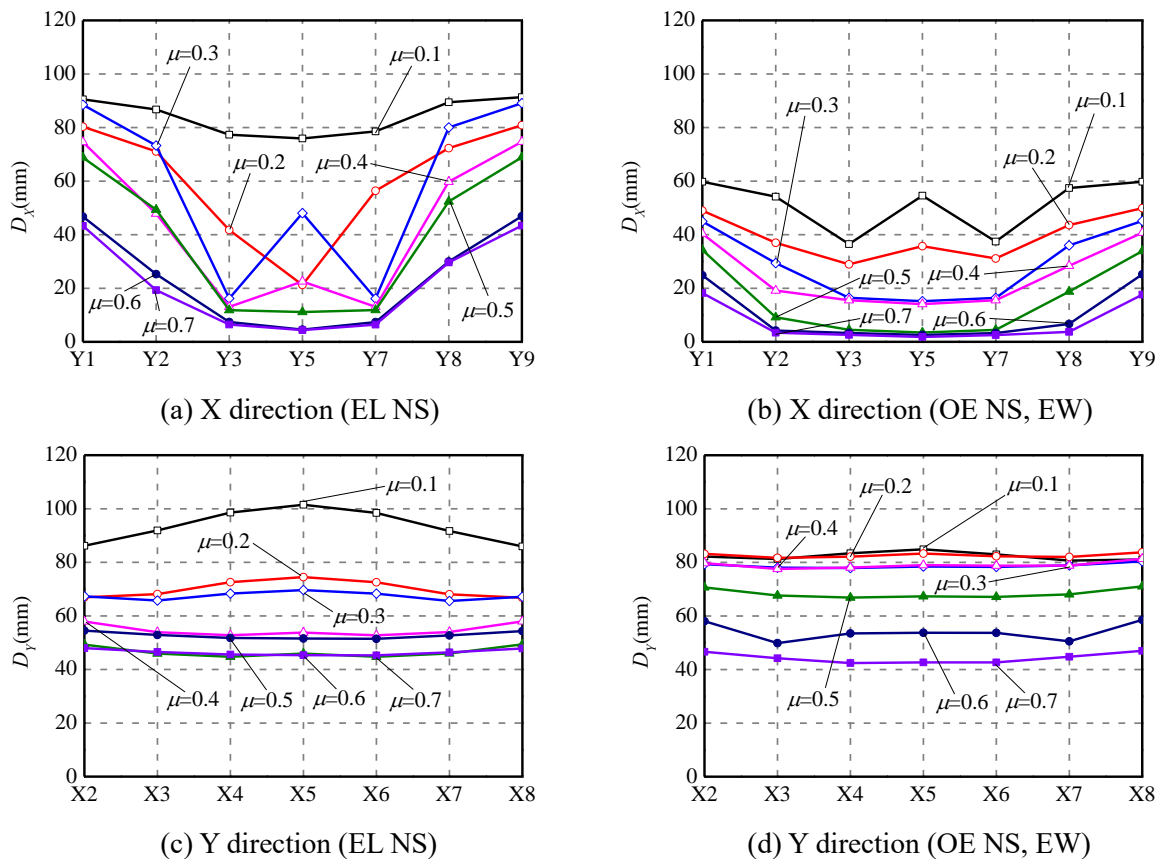 120
100
80
60
40
20
0
D_X(mm)
μ=0.3
μ=0.1
μ=0.2
μ=0.4
μ=0.6
μ=0.7
μ=0.5
Y1 Y2 Y3 Y5 Y7 Y8 Y9
(a) X direction (EL NS)
120
100
80
60
40
20
0
D_X(mm)
μ=0.3
μ=0.1
μ=0.2
μ=0.5
μ=0.4
μ=0.7
μ=0.6
Y1 Y2 Y3 Y5 Y7 Y8 Y9
(b) X direction (OE NS, EW)
120
100
80
60
40
20
0
D_Y(mm)
μ=0.1
μ=0.2
μ=0.3
μ=0.4
μ=0.5
μ=0.6
μ=0.7
X2 X3 X4 X5 X6 X7 X8
(c) Y direction (EL NS)
120
100
80
60
40
20
0
D_Y(mm)
μ=0.4
μ=0.2
μ=0.1
μ=0.3
μ=0.5
μ=0.6
μ=0.7
X2 X3 X4 X5 X6 X7 X8
(d) Y direction (OE NS, EW)